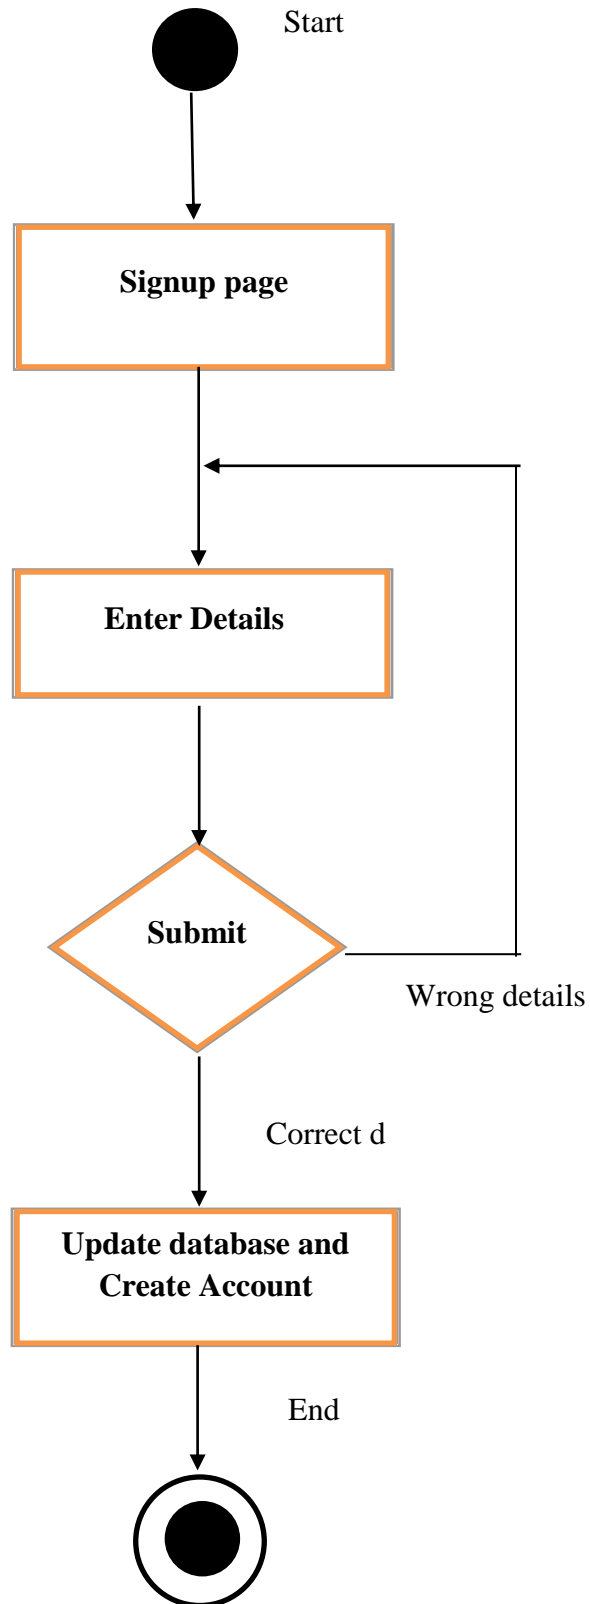 Start
Signup page
Enter Details
Submit
Wrong details
Correct d
Update database and
Create Account
End